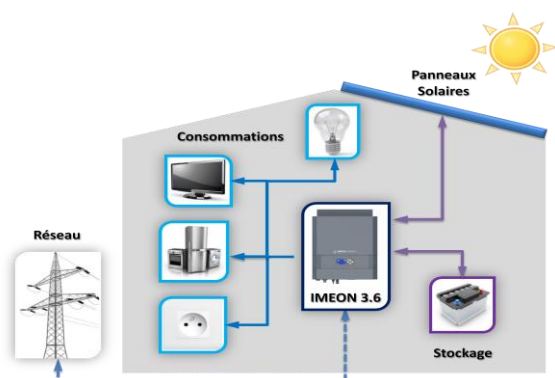 Panneaux
Solaires
Consommations
Réseau
IMEON 3.6
Stockage